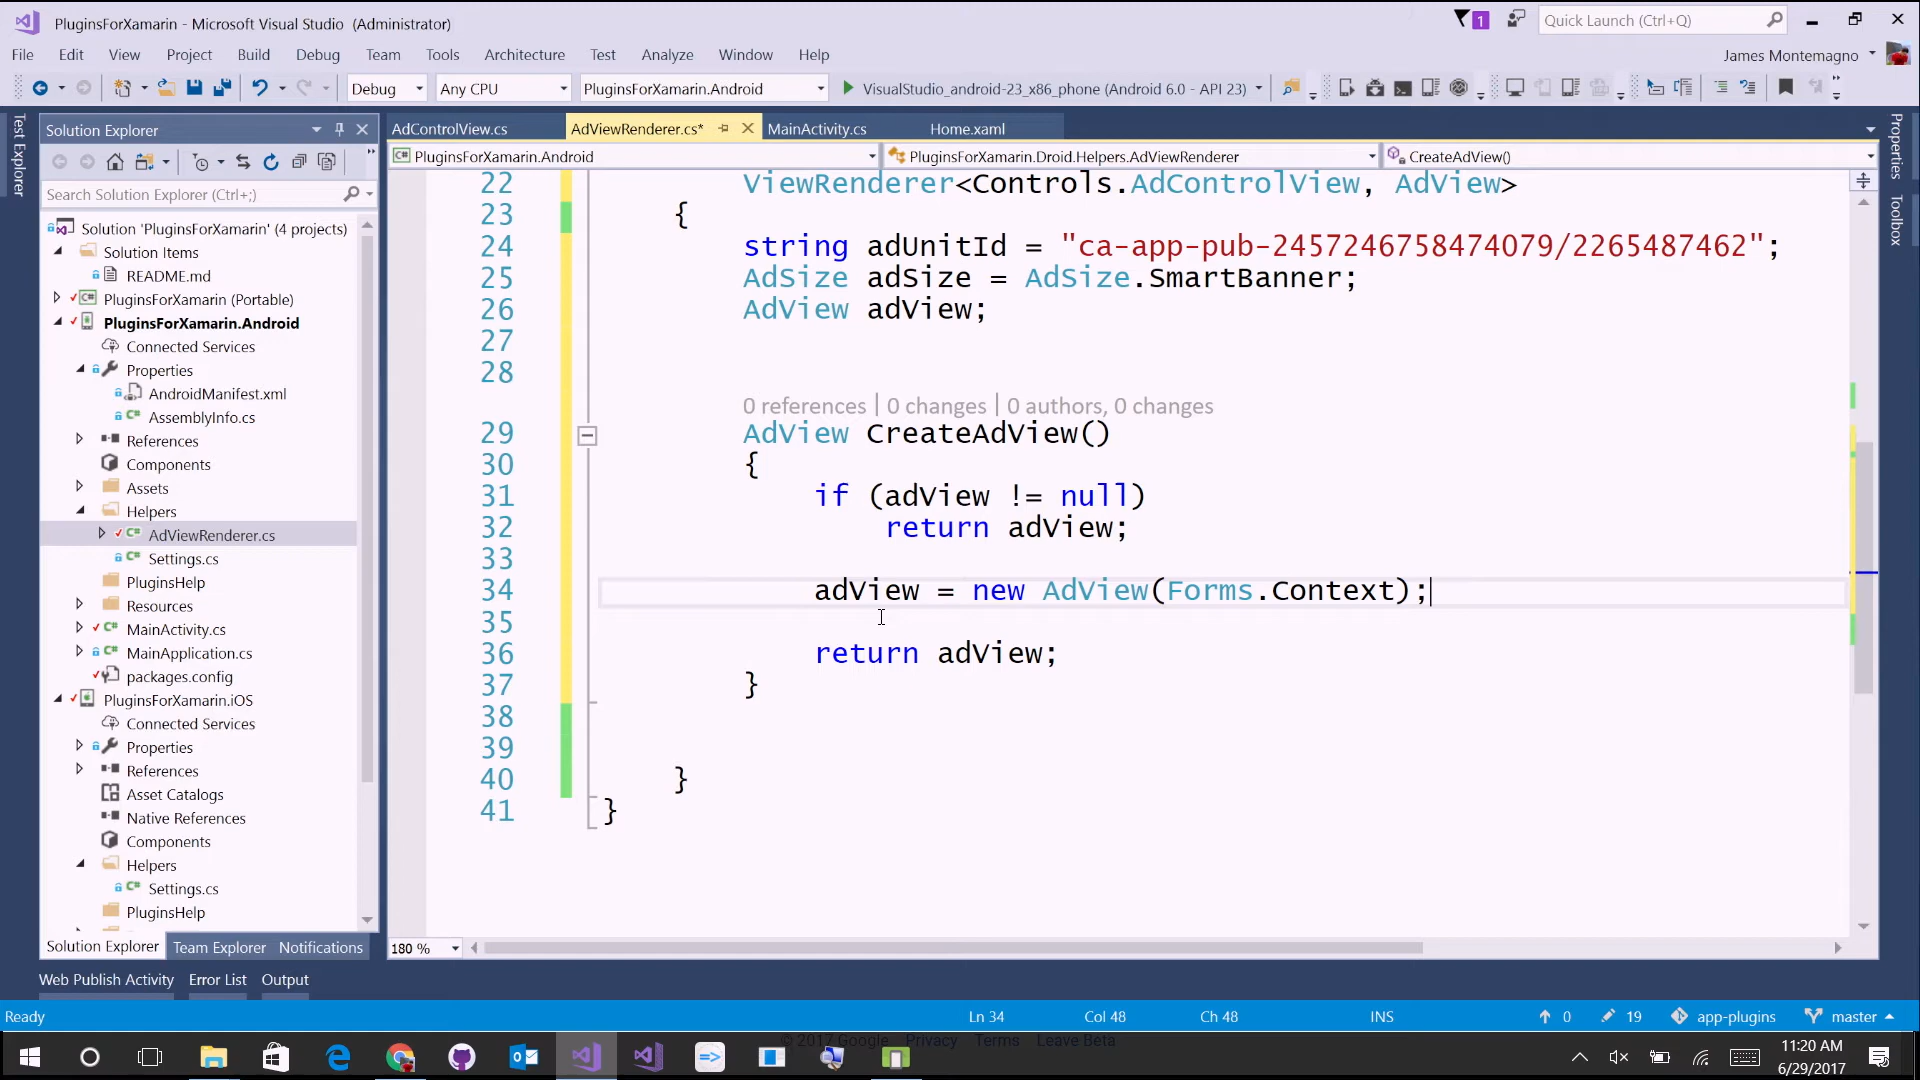 PluginsForXamarin - Microsoft Visual Studio (Administrator)
1
Quick Launch (Ctrl+Q)
File Edit View Project Build Debug Team Tools Architecture Test Analyze Window Help
James Montemagno
Debug Any CPU PluginsForXamarin.Android VisualStudio_android-23_x86_phone (Android 6.0 - API 23)
Test Explorer
Solution Explorer
Search Solution Explorer (Ctrl+;)
Solution 'PluginsForXamarin' (4 projects)
Solution Items
README.md
PluginsForXamarin (Portable)
PluginsForXamarin.Android
Connected Services
Properties
AndroidManifest.xml
AssemblyInfo.cs
References
Components
Assets
Helpers
AdViewRenderer.cs
Settings.cs
PluginsHelp
Resources
MainActivity.cs
MainApplication.cs
packages.config
PluginsForXamarin.iOS
Connected Services
Properties
References
Asset Catalogs
Native References
Components
Helpers
Settings.cs
PluginsHelp
Solution Explorer Team Explorer Notifications
AdControlView.cs AdViewRenderer.cs* MainActivity.cs Home.xaml
PluginsForXamarin.Android PluginsForXamarin.Droid.Helpers.AdViewRenderer CreateAdView()
22 ViewRenderer<Controls.AdControlView, AdView>
23 {
24 string adUnitId = "ca-app-pub-2457246758474079/2265487462";
25 AdSize adSize = AdSize.SmartBanner;
26 AdView adView;
27
28
0 references | 0 changes | 0 authors, 0 changes
29 AdView CreateAdView()
30 {
31 if (adView != null)
32 return adView;
33
34 adView = new AdView(Forms.Context);
35
36 return adView;
37 }
38
39
40 }
41 }
180 %
Properties
Toolbox
Web Publish Activity Error List Output
Ready Ln 34 Col 48 Ch 48 INS 0 19 app-plugins master
© 2017 Google Privacy Terms Leave Beta
11:20 AM
6/29/2017